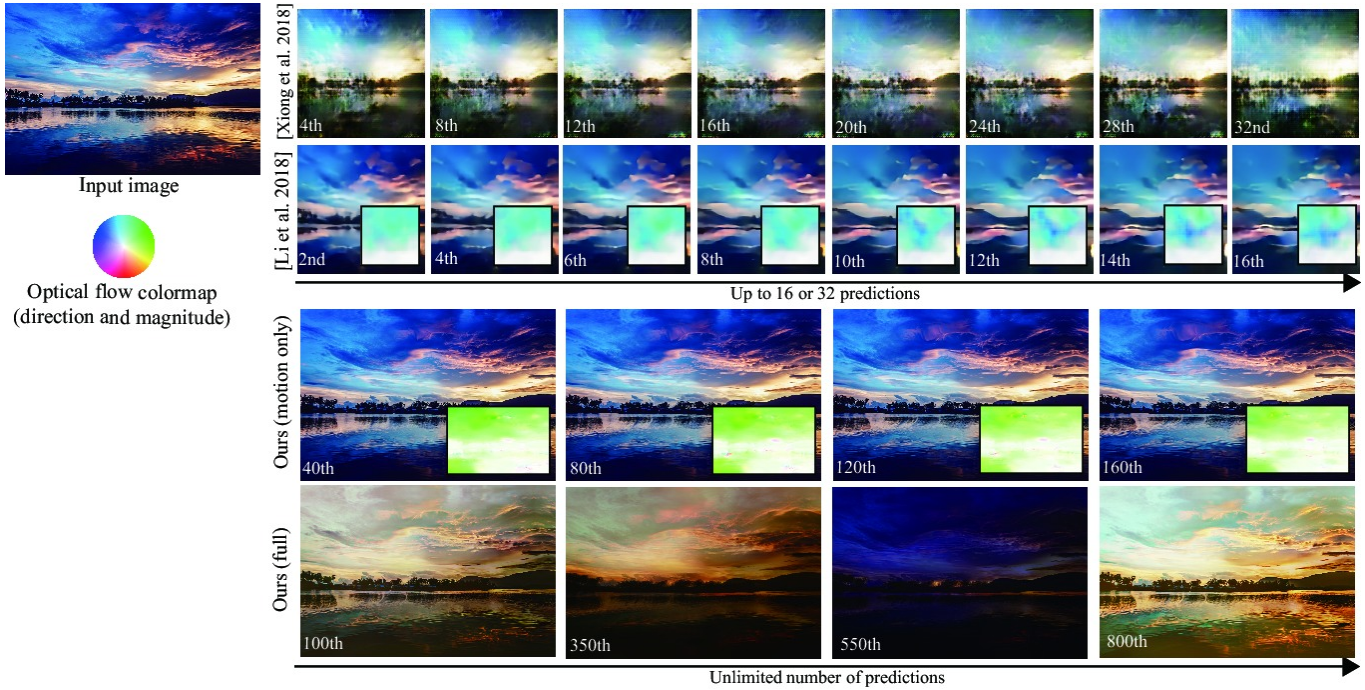 Input image
Optical flow colormap
(direction and magnitude)
[Xiong et al. 2018]
4th
8th
12th
16th
20th
24th
28th
32nd
[Li et al. 2018]
2nd
4th
6th
8th
10th
12th
14th
16th
Up to 16 or 32 predictions
Ours (motion only)
40th
80th
120th
160th
Ours (full)
100th
350th
550th
800th
Unlimited number of predictions